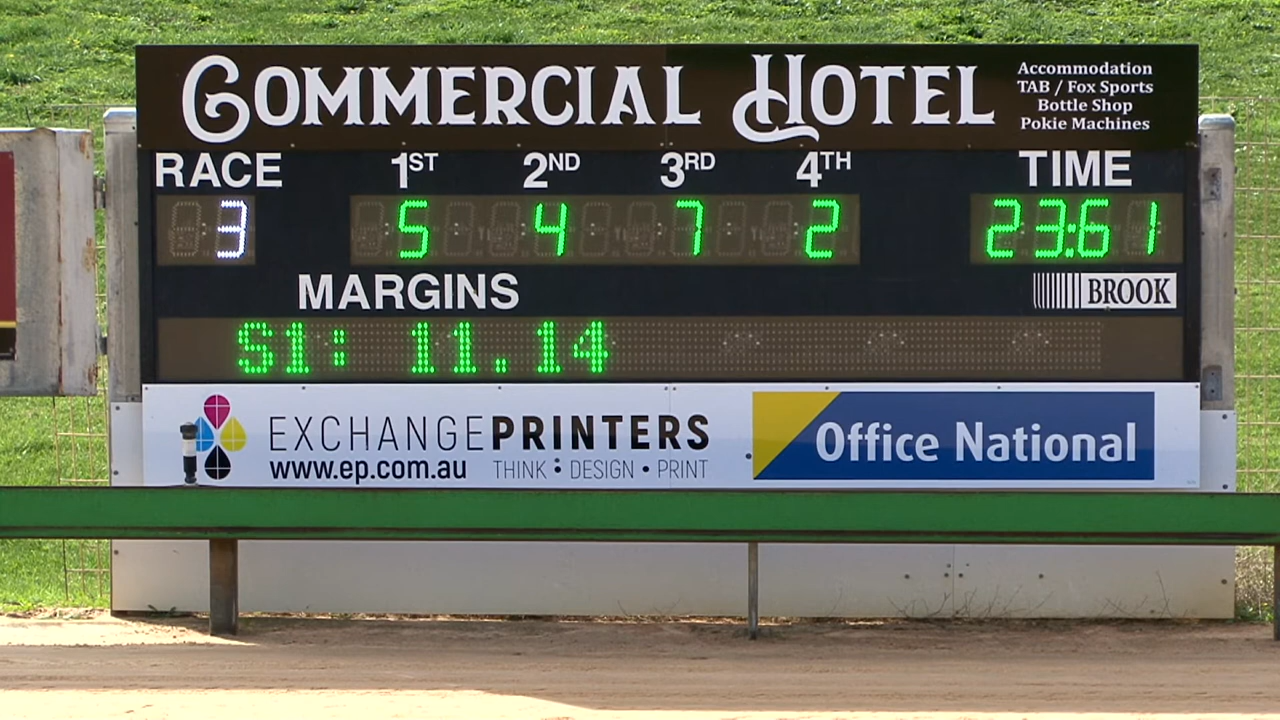 COMMERCIAL HOTEL
Accommodation
TAB / Fox Sports
Bottle Shop
Pokie Machines
RACE 1ST 2ND 3RD 4TH TIME
3 5 4 7 2 23:61
MARGINS
BROOK
S1: 11.14
EXCHANGEPRINTERS
www.ep.com.au THINK : DESIGN • PRINT
Office National